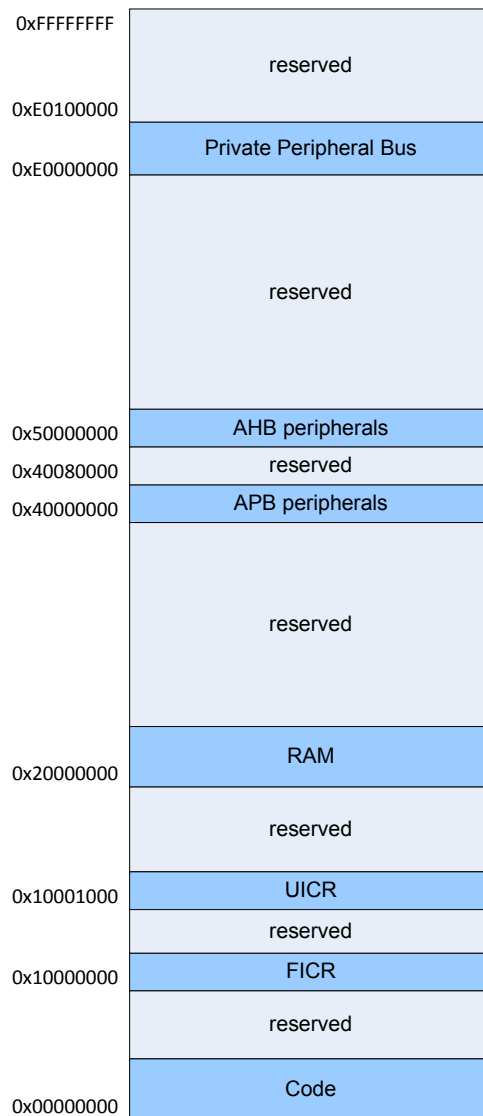 0xFFFFFFFF
reserved
0xE0100000
Private Peripheral Bus
0xE0000000
reserved
0x50000000
AHB peripherals
0x40080000
reserved
0x40000000
APB peripherals
reserved
RAM
0x20000000
reserved
0x10001000
UICR
reserved
0x10000000
FICR
reserved
Code
0x00000000